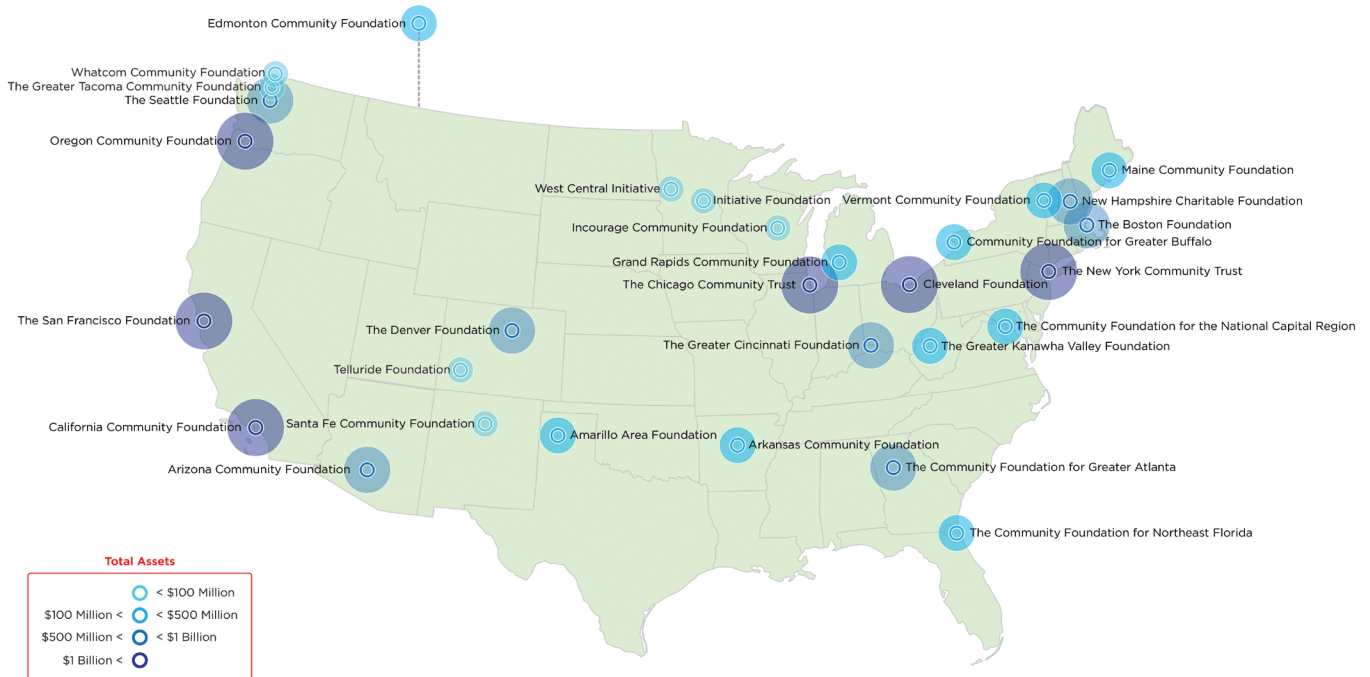 Edmonton Community Foundation
Whatcom Community Foundation
The Greater Tacoma Community Foundation
The Seattle Foundation
Oregon Community Foundation
Maine Community Foundation
West Central Initiative
Initiative Foundation
Vermont Community Foundation
New Hampshire Charitable Foundation
Incourage Community Foundation
The Boston Foundation
Community Foundation for Greater Buffalo
Grand Rapids Community Foundation
The New York Community Trust
The Chicago Community Trust
Cleveland Foundation
The San Francisco Foundation
The Community Foundation for the National Capital Region
The Denver Foundation
The Greater Cincinnati Foundation
The Greater Kanawha Valley Foundation
Telluride Foundation
California Community Foundation
Santa Fe Community Foundation
Amarillo Area Foundation
Arkansas Community Foundation
Arizona Community Foundation
The Community Foundation for Greater Atlanta
The Community Foundation for Northeast Florida
Total Assets
< $100 Million
$100 Million < < $500 Million
$500 Million < < $1 Billion
$1 Billion <